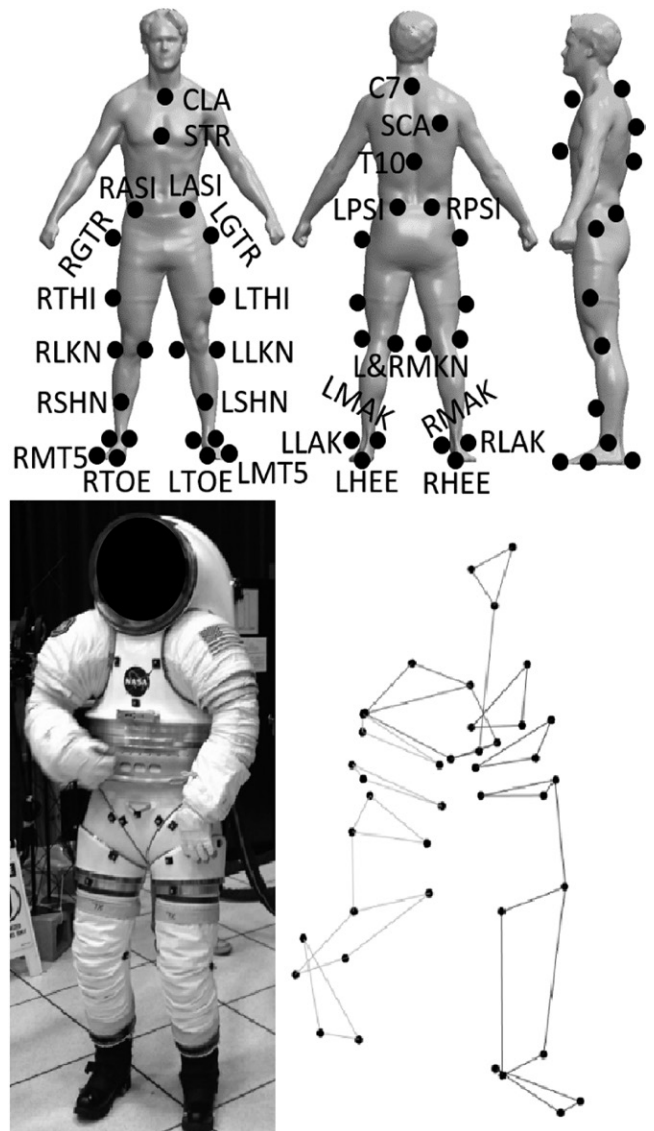 CLA
STR
RASI LASI
RGTR LGTR
RTHI LTHI
RLKN LLKN
RSHN LSHN
RMT5 LMT5
RTOE LTOE
C7
SCA
T10
LPSI RPSI
L&RMKN
LMAK RMAK
LLAK RLAK
LHEE RHEE
NASA